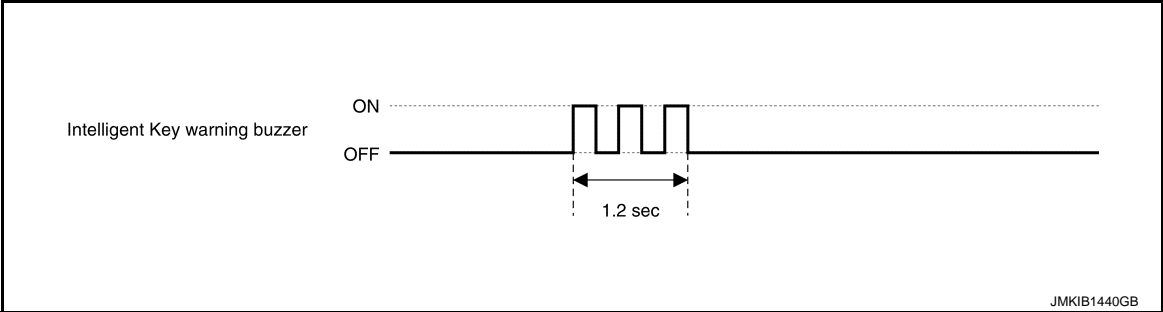 ON
Intelligent Key warning buzzer
OFF
1.2 sec
JMKIB1440GB